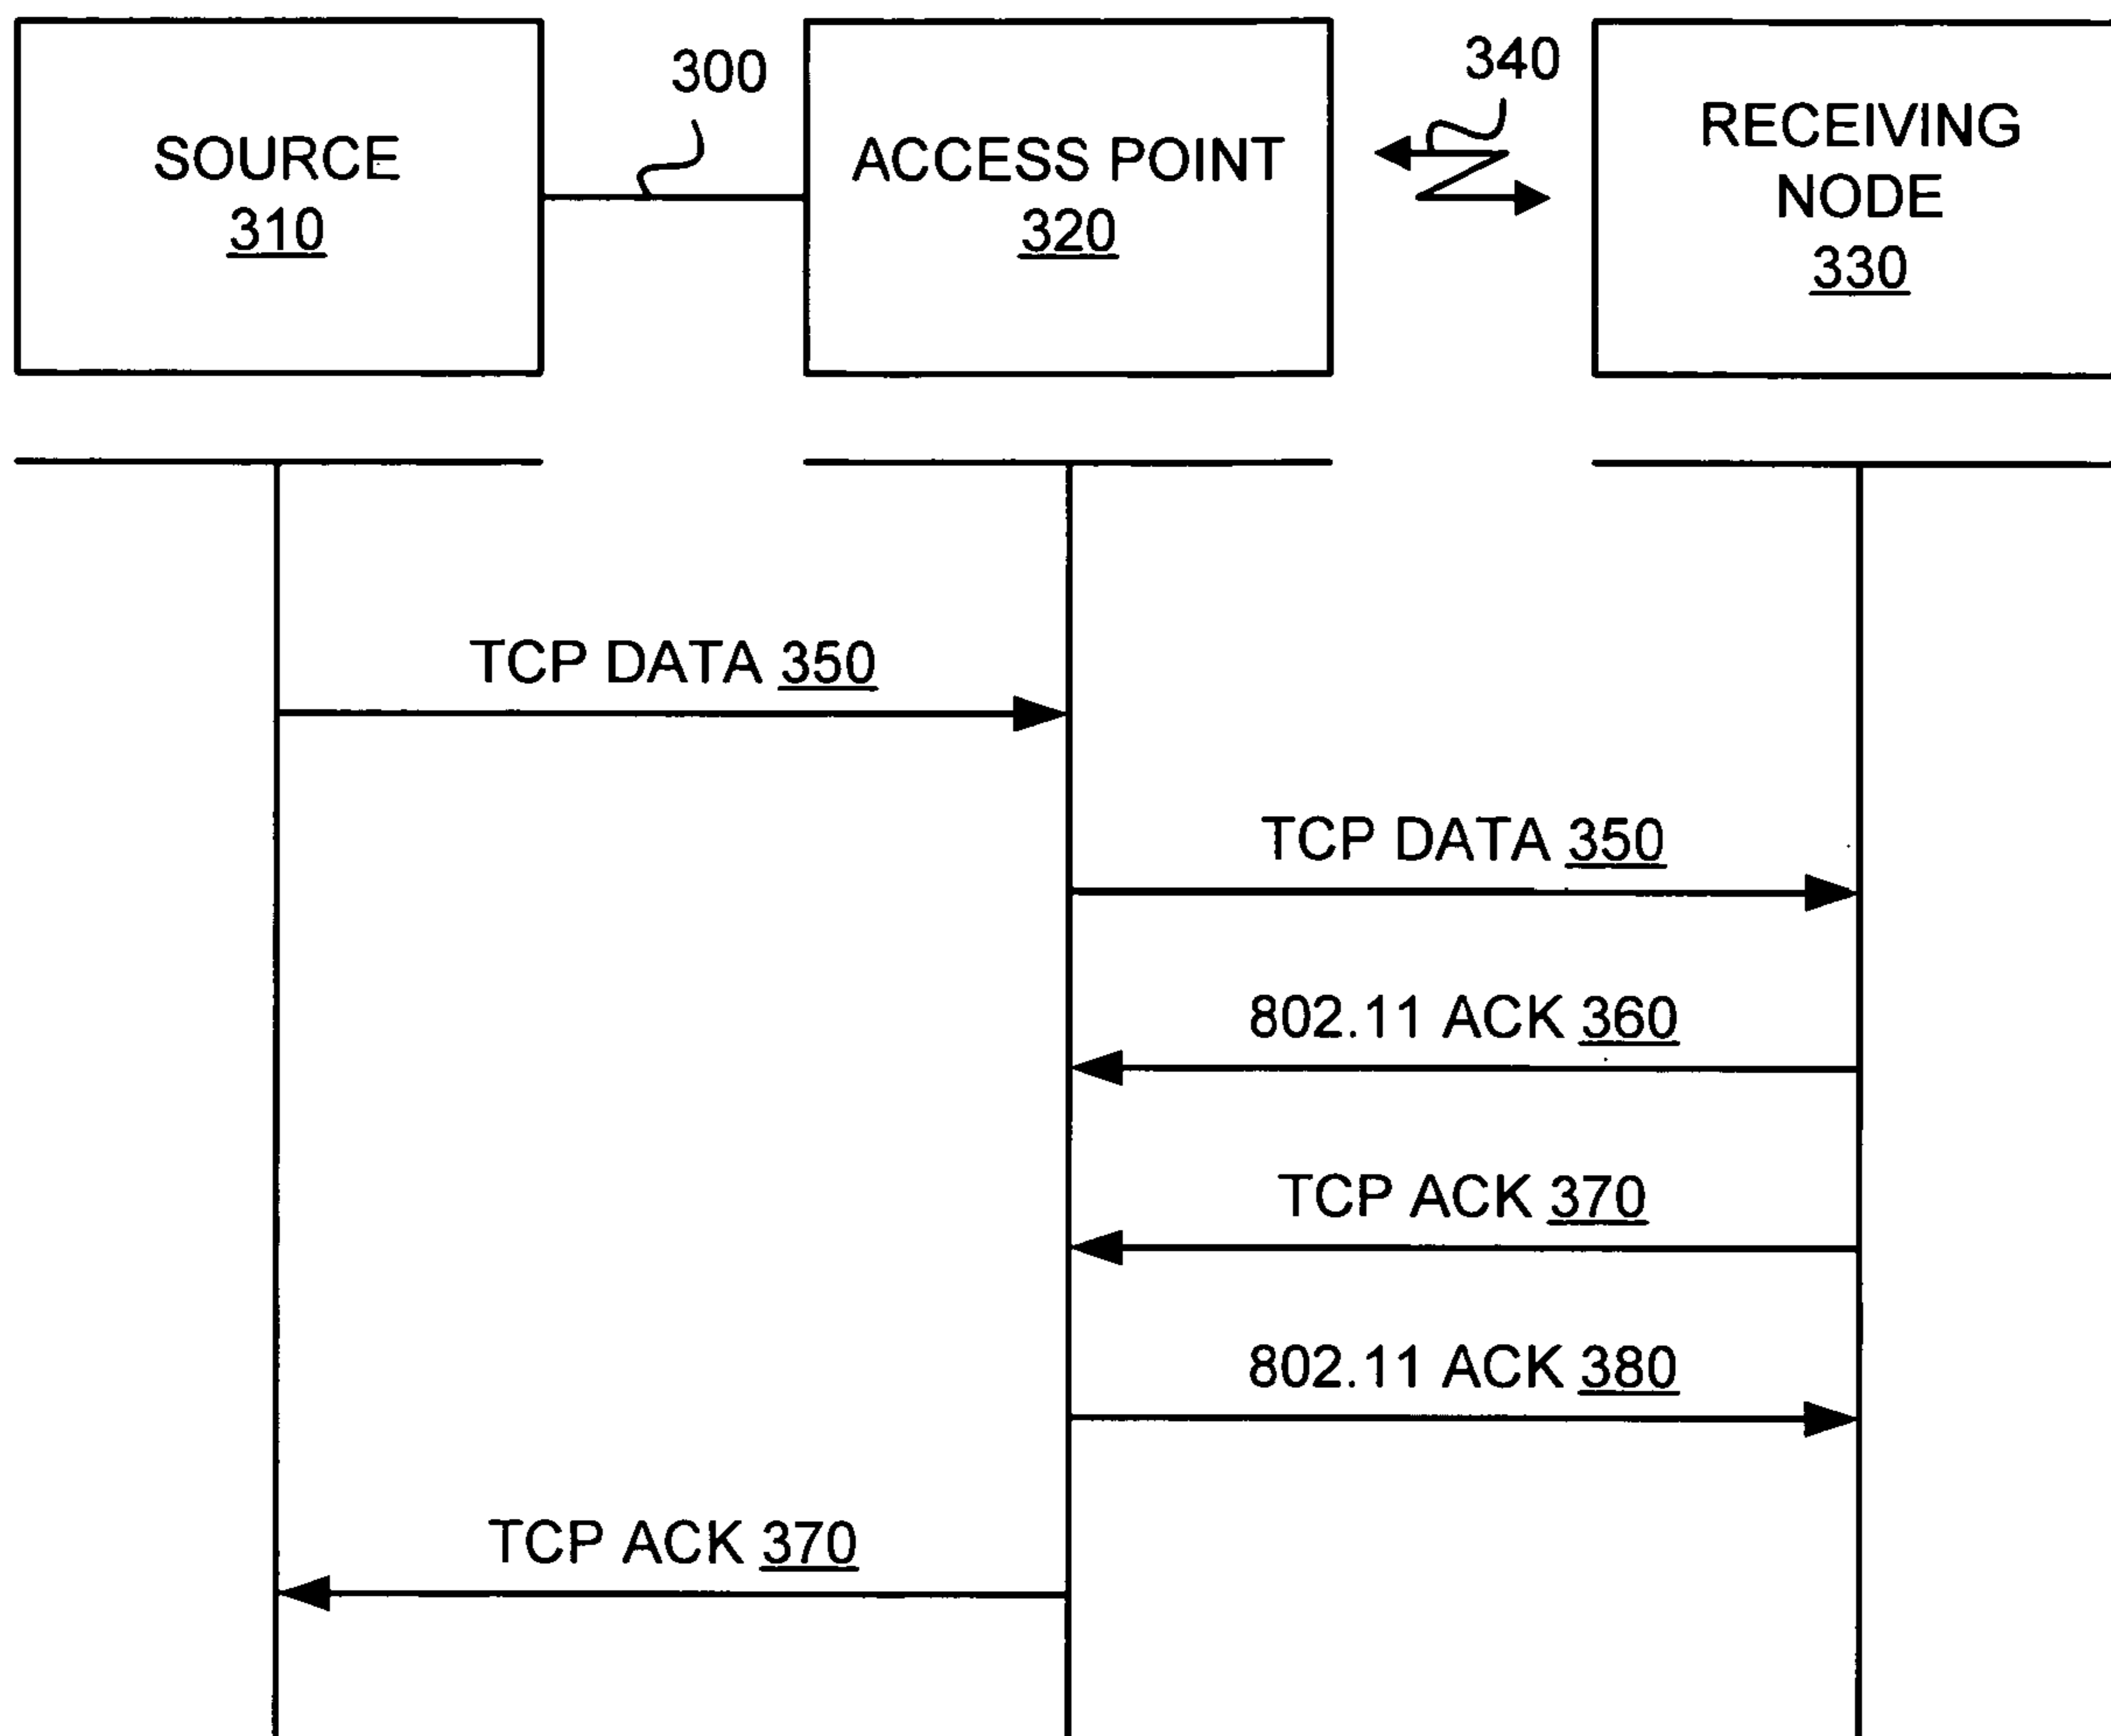 300
340
SOURCE
310
ACCESS POINT
320
RECEIVING
NODE
330
TCP DATA 350
TCP DATA 350
802.11 ACK 360
TCP ACK 370
802.11 ACK 380
TCP ACK 370